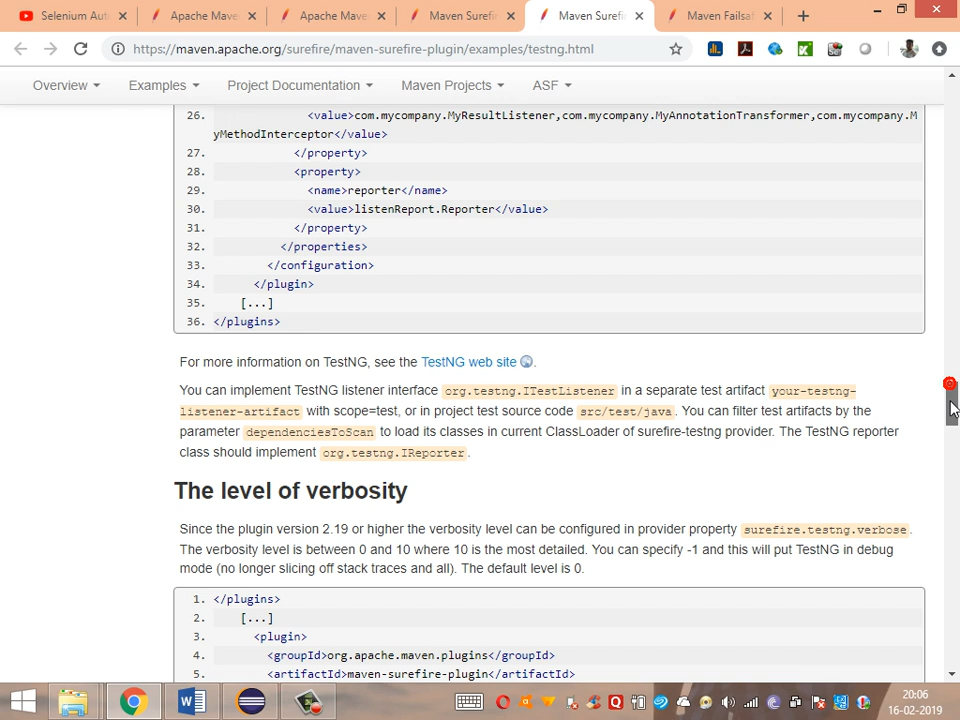 Selenium Aut
Apache Mave
Apache Mave
Maven Surefi
Maven Surefi
Maven Failsa
https://maven.apache.org/surefire/maven-surefire-plugin/examples/testng.html
Overview Examples Project Documentation Maven Projects ASF
26. <value>com.mycompany.MyResultListener,com.mycompany.MyAnnotationTransformer,com.mycompany.M
yMethodInterceptor</value>
27. </property>
28. <property>
29. <name>reporter</name>
30. <value>listenReport.Reporter</value>
31. </property>
32. </properties>
33. </configuration>
34. </plugin>
35. [...]
36. </plugins>
For more information on TestNG, see the TestNG web site.
You can implement TestNG listener interface org.testng.ITestListener in a separate test artifact your-testng-
listener-artifact with scope=test, or in project test source code src/test/java. You can filter test artifacts by the
parameter dependenciesToScan to load its classes in current ClassLoader of surefire-testng provider. The TestNG reporter
class should implement org.testng.IReporter.
The level of verbosity
Since the plugin version 2.19 or higher the verbosity level can be configured in provider property surefire.testng.verbose.
The verbosity level is between 0 and 10 where 10 is the most detailed. You can specify -1 and this will put TestNG in debug
mode (no longer slicing off stack traces and all). The default level is 0.
1. </plugins>
2. [...]
3. <plugin>
4. <groupId>org.apache.maven.plugins</groupId>
5. <artifactId>maven-surefire-plugin</artifactId>
20:06
16-02-2019